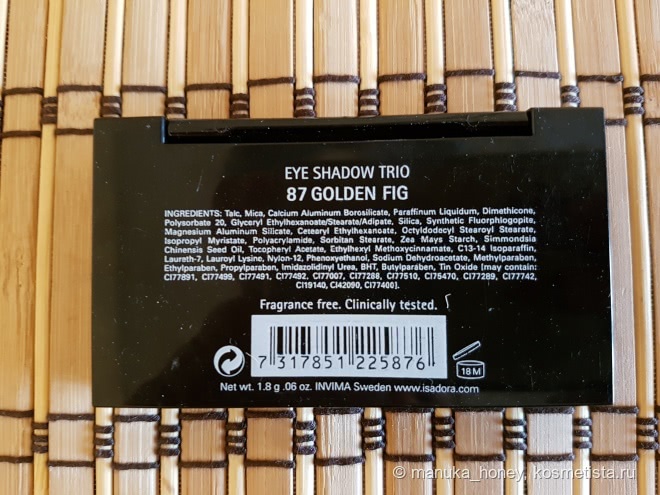 EYE SHADOW TRIO
87 GOLDEN FIG
INGREDIENTS: Talc, Mica, Calcium Aluminum Borosilicate, Paraffinum Liquidum, Dimethicone,
Polysorbate 20, Glyceryl Ethylhexanoate/Stearate/Adipate, Silica, Synthetic Fluorphlogopite,
Magnesium Aluminum Silicate, Cetearyl Ethylhexanoate, Octyldodecyl Stearoyl Stearate,
Isopropyl Myristate, Polyacrylamide, Sorbitan Stearate, Zea Mays Starch, Simmondsia
Chinensis Seed Oil, Tocopheryl Acetate, Ethylhexyl Methoxycinnamate, C13-14 Isoparaffin,
Laureth-7, Lauroyl Lysine, Nylon-12, Phenoxyethanol, Sodium Dehydroacetate, Methylparaben,
Ethylparaben, Propylparaben, Imidazolidinyl Urea, BHT, Butylparaben, Tin Oxide [may contain:
CI77891, CI77499, CI77491, CI77492, CI77007, CI77288, CI77510, CI75470, CI77289, CI77742,
CI19140, CI42090, CI77400].
Fragrance free. Clinically tested.
7 317851 225876
18 M
Net wt. 1.8 g .06 oz. INVIMA Sweden www.isadora.com
© manuka_honey, kosmetista.ru